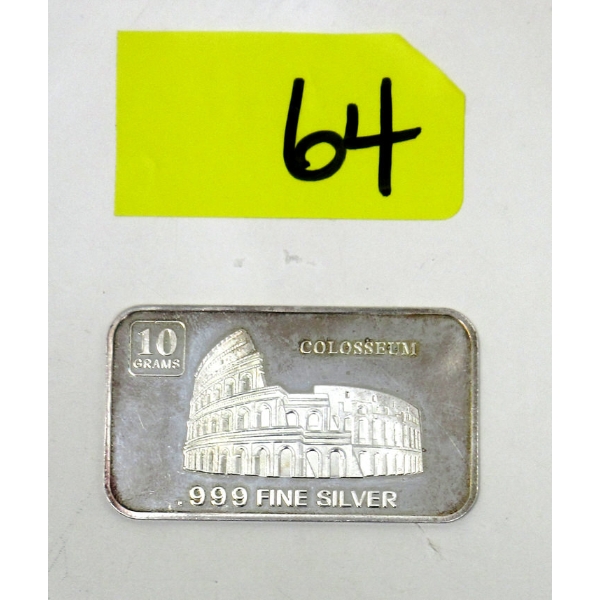 64
10
GRAMS
COLOSSEUM
.999 FINE SILVER